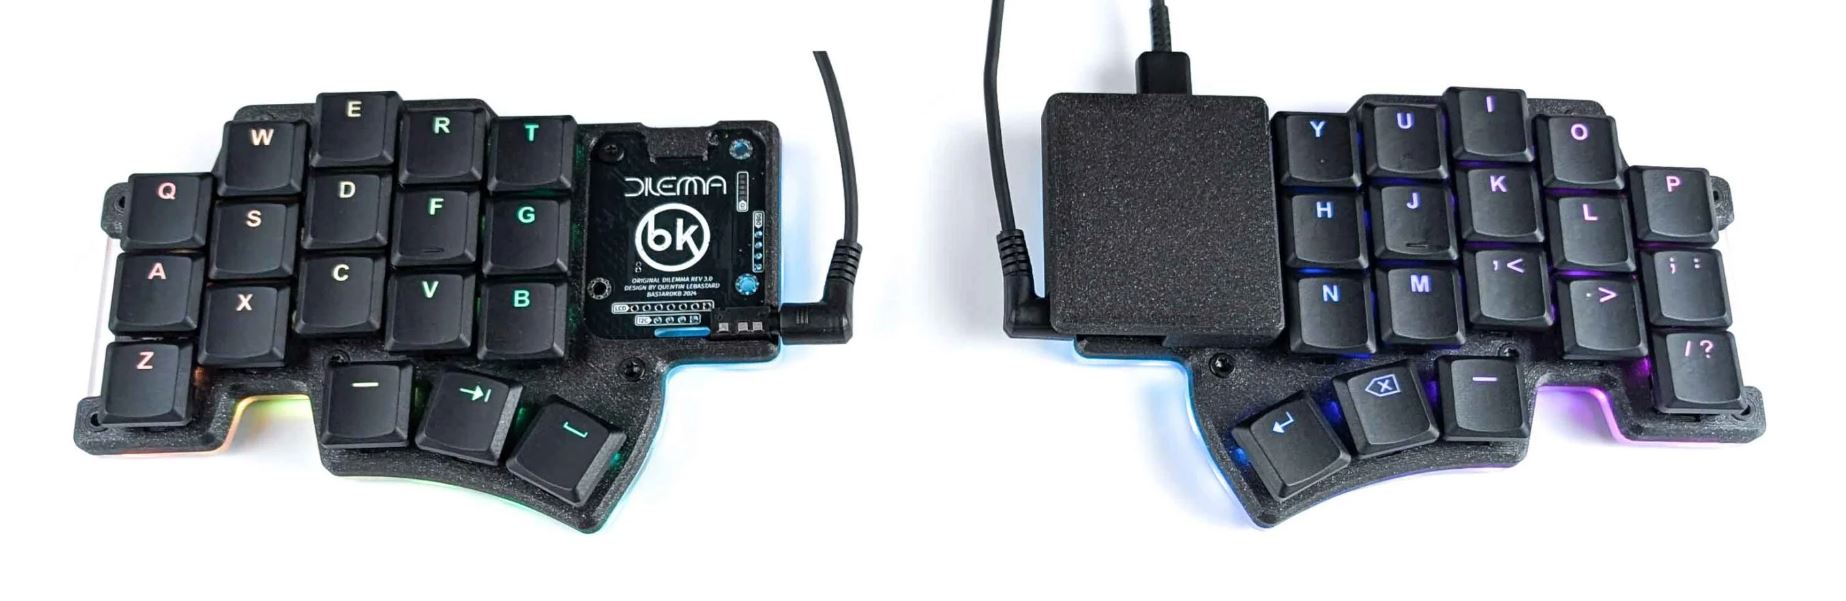 Q W E R T
A S D F G
Z X C V B
DILEMMA
bk
ORIGINAL DILEMMA REV 3.0
DESIGN BY QUENTIN LEBASTARD
BASTARDKB 2024
Y U I O P
H J K L ; :
N M , < . > / ?